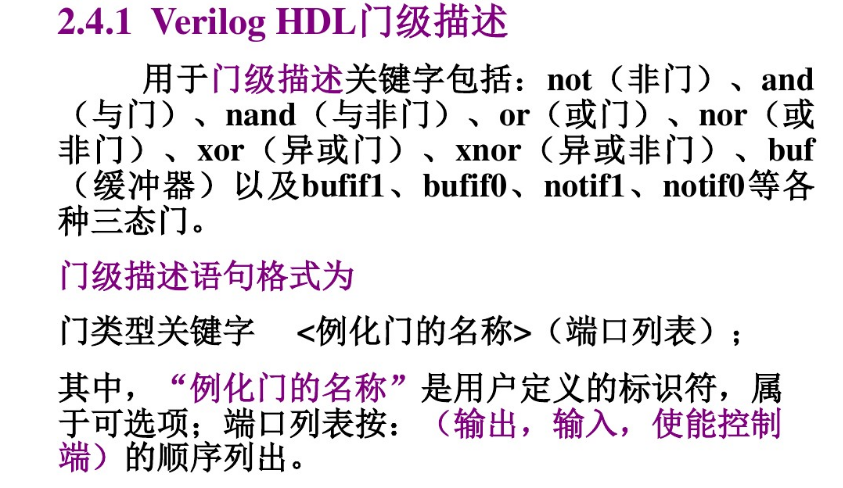 2.4.1 Verilog HDL门级描述
用于门级描述关键字包括：not（非门）、and
（与门）、nand（与非门）、or（或门）、nor（或
非门）、xor（异或门）、xnor（异或非门）、buf
（缓冲器）以及bufif1、bufif0、notif1、notif0等各
种三态门。
门级描述语句格式为
门类型关键字 <例化门的名称>（端口列表）；
其中，“例化门的名称”是用户定义的标识符，属
于可选项；端口列表按：（输出，输入，使能控制
端）的顺序列出。